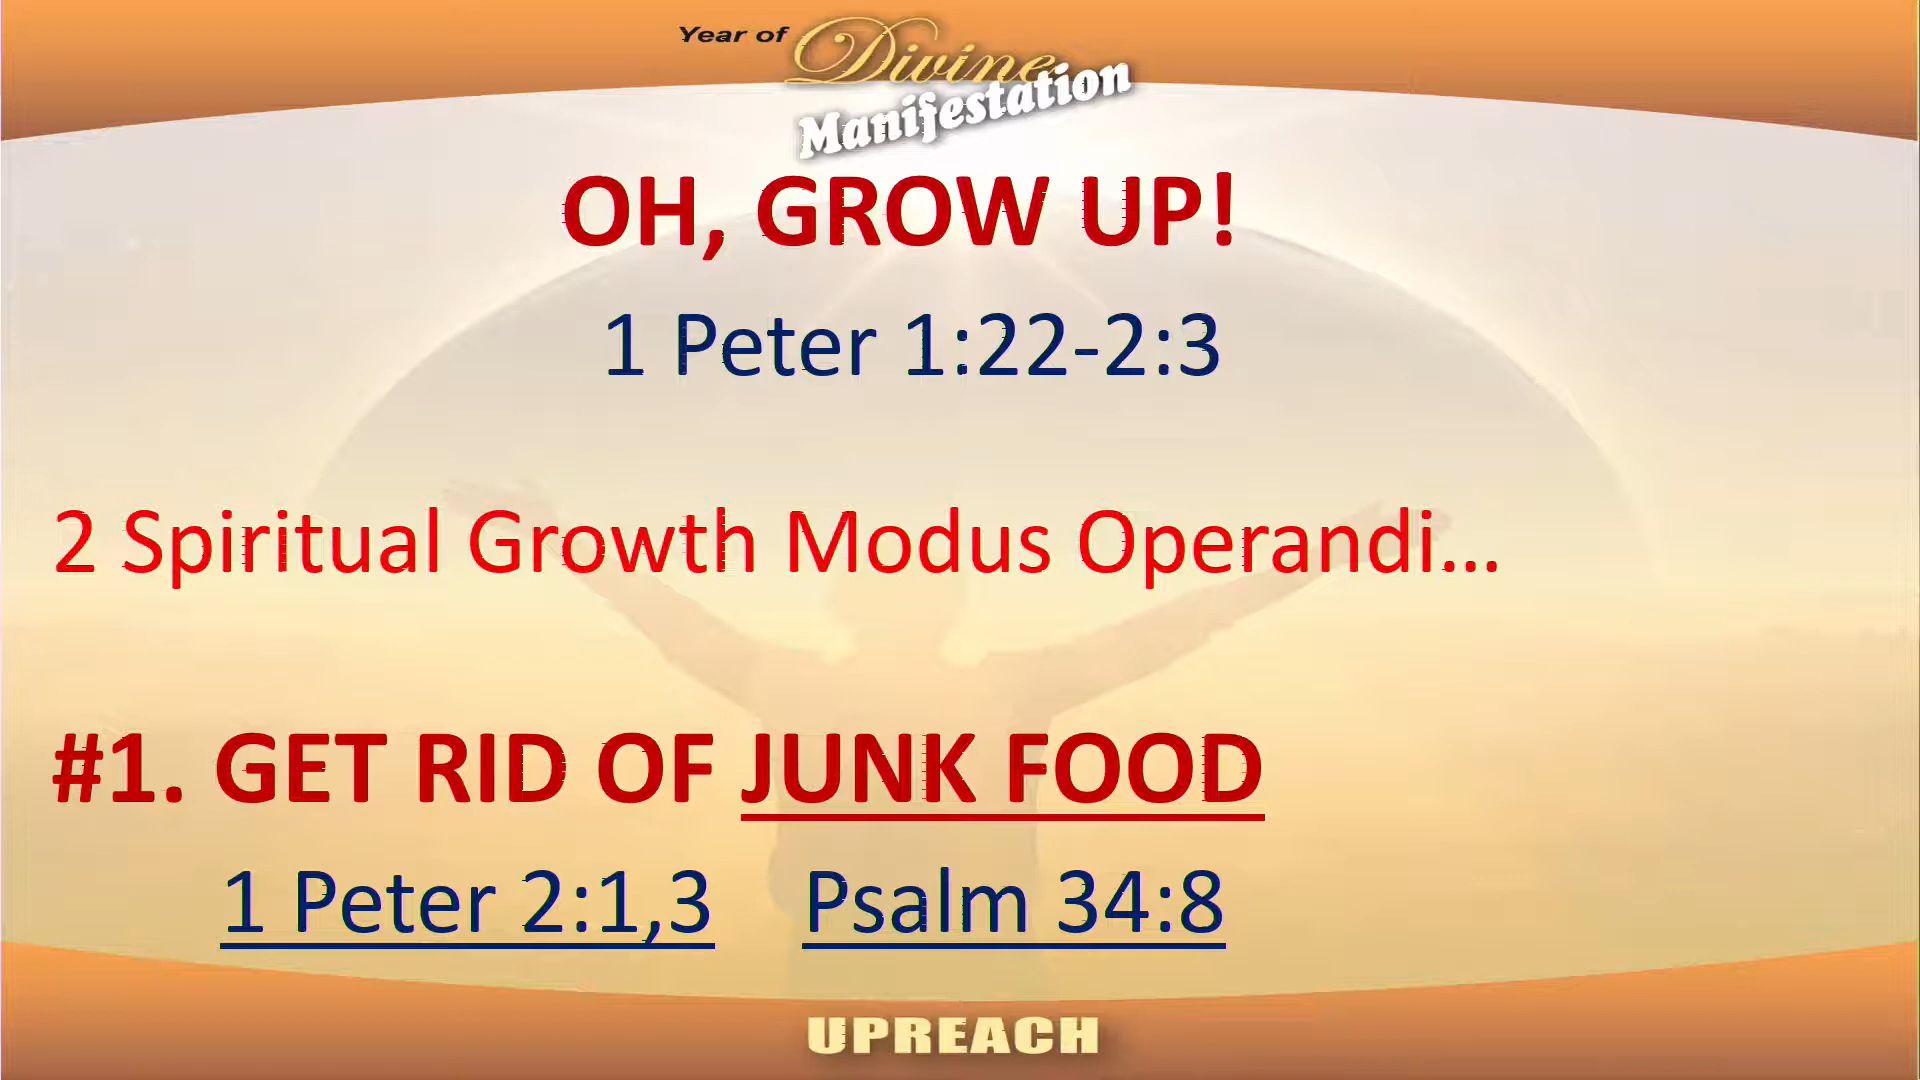 Year of
Divine
Manifestation
OH, GROW UP!
1 Peter 1:22-2:3
2 Spiritual Growth Modus Operandi...
#1. GET RID OF JUNK FOOD
1 Peter 2:1,3 Psalm 34:8
UPREACH